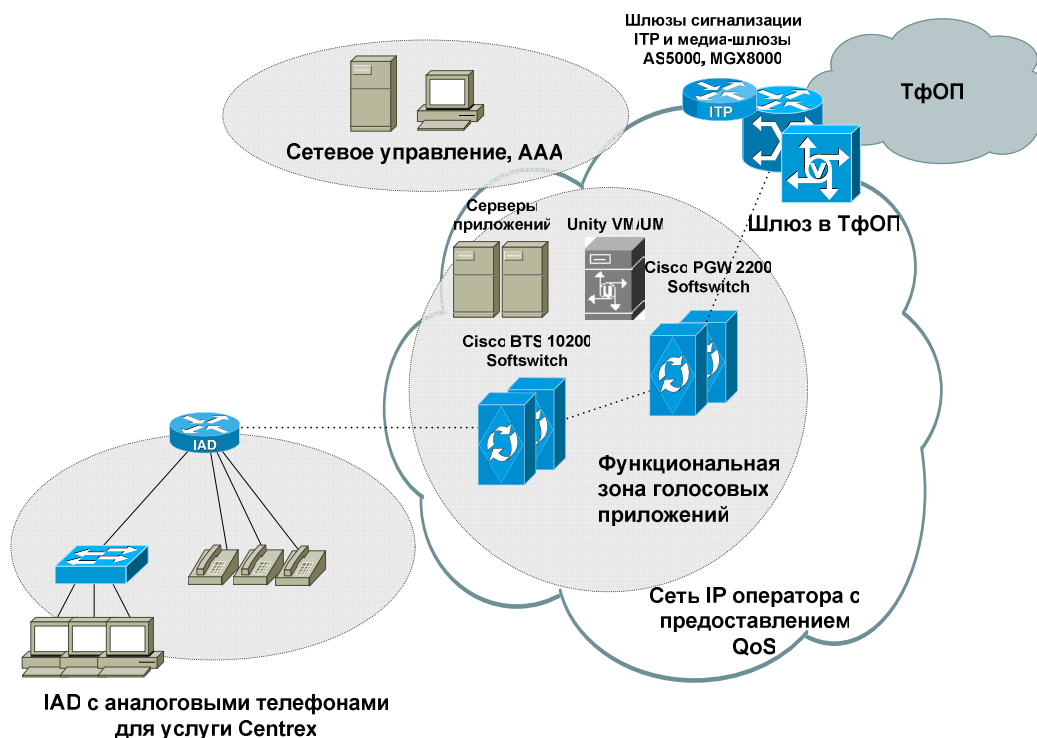 Шлюзы сигнализации
ITP и медиа-шлюзы
AS5000, MGX8000
ТфОП
ITP
Сетевое управление, AAA
Шлюз в ТфОП
Серверы
приложений
Unity VM/UM
U
V
Cisco PGW 2200
Softswitch
Cisco BTS 10200
Softswitch
IAD
Функциональная
зона голосовых
приложений
Сеть IP оператора с
предоставлением
QoS
IAD с аналоговыми телефонами
для услуги Centrex